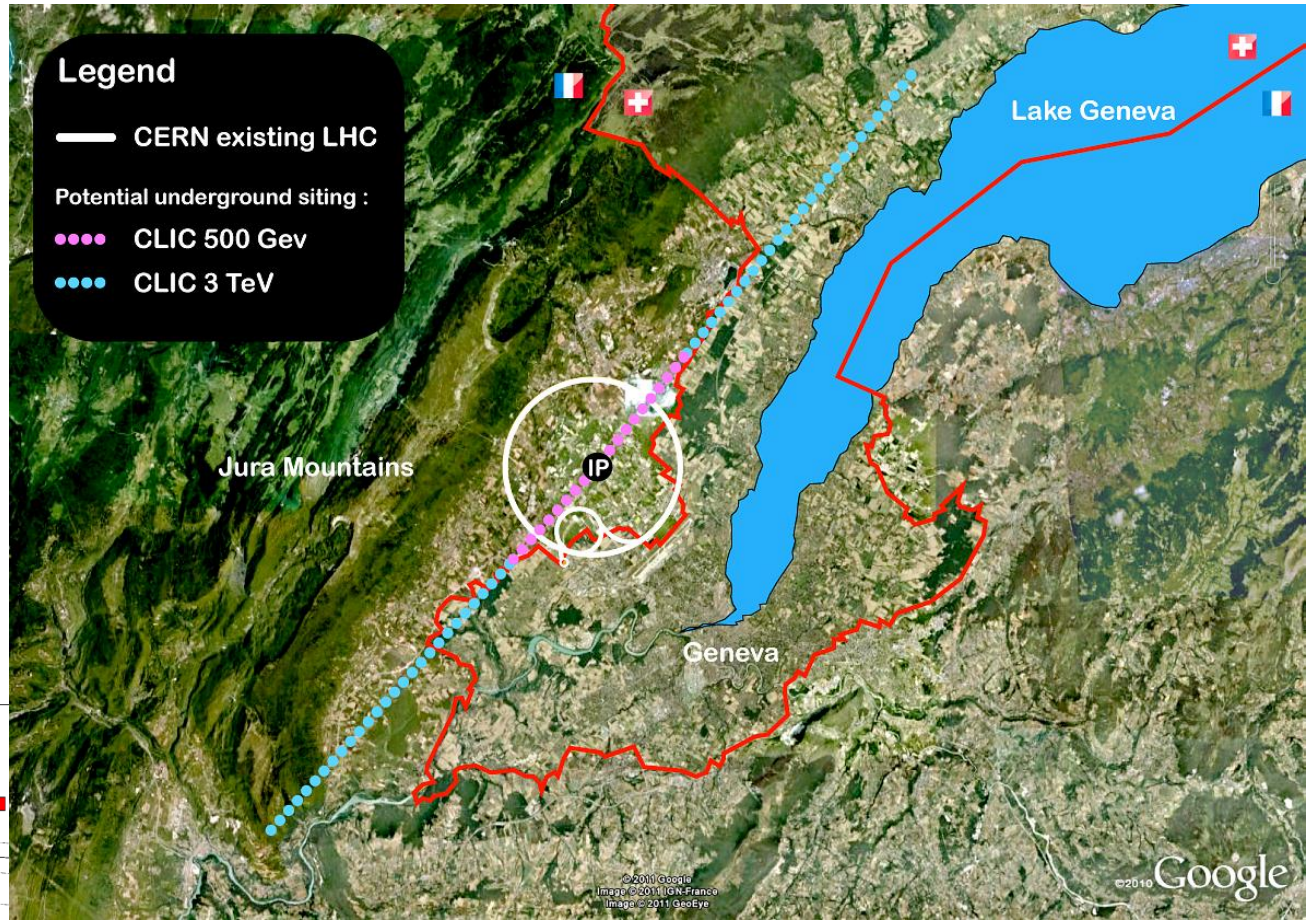 Legend
CERN existing LHC
Potential underground siting :
CLIC 500 Gev
CLIC 3 TeV
Lake Geneva
Jura Mountains
IP
Geneva
© 2011 Google
Image © 2011 IGN-France
Image © 2011 GeoEye
©2010 Google